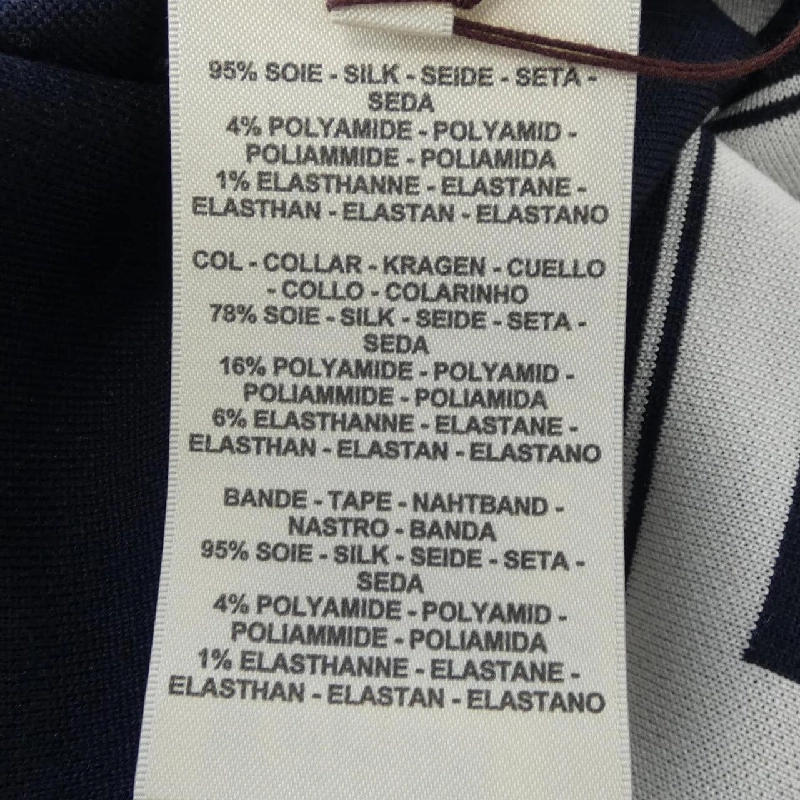 95% SOIE - SILK - SEIDE - SETA -
SEDA
4% POLYAMIDE - POLYAMID -
POLIAMMIDE - POLIAMIDA
1% ELASTHANNE - ELASTANE -
ELASTHAN - ELASTAN - ELASTANO
COL - COLLAR - KRAGEN - CUELLO
- COLLO - COLARINHO
78% SOIE - SILK - SEIDE - SETA -
SEDA
16% POLYAMIDE - POLYAMID -
POLIAMMIDE - POLIAMIDA
6% ELASTHANNE - ELASTANE -
ELASTHAN - ELASTAN - ELASTANO
BANDE - TAPE - NAHTBAND -
NASTRO - BANDA
95% SOIE - SILK - SEIDE - SETA -
SEDA
4% POLYAMIDE - POLYAMID -
POLIAMMIDE - POLIAMIDA
1% ELASTHANNE - ELASTANE -
ELASTHAN - ELASTAN - ELASTANO